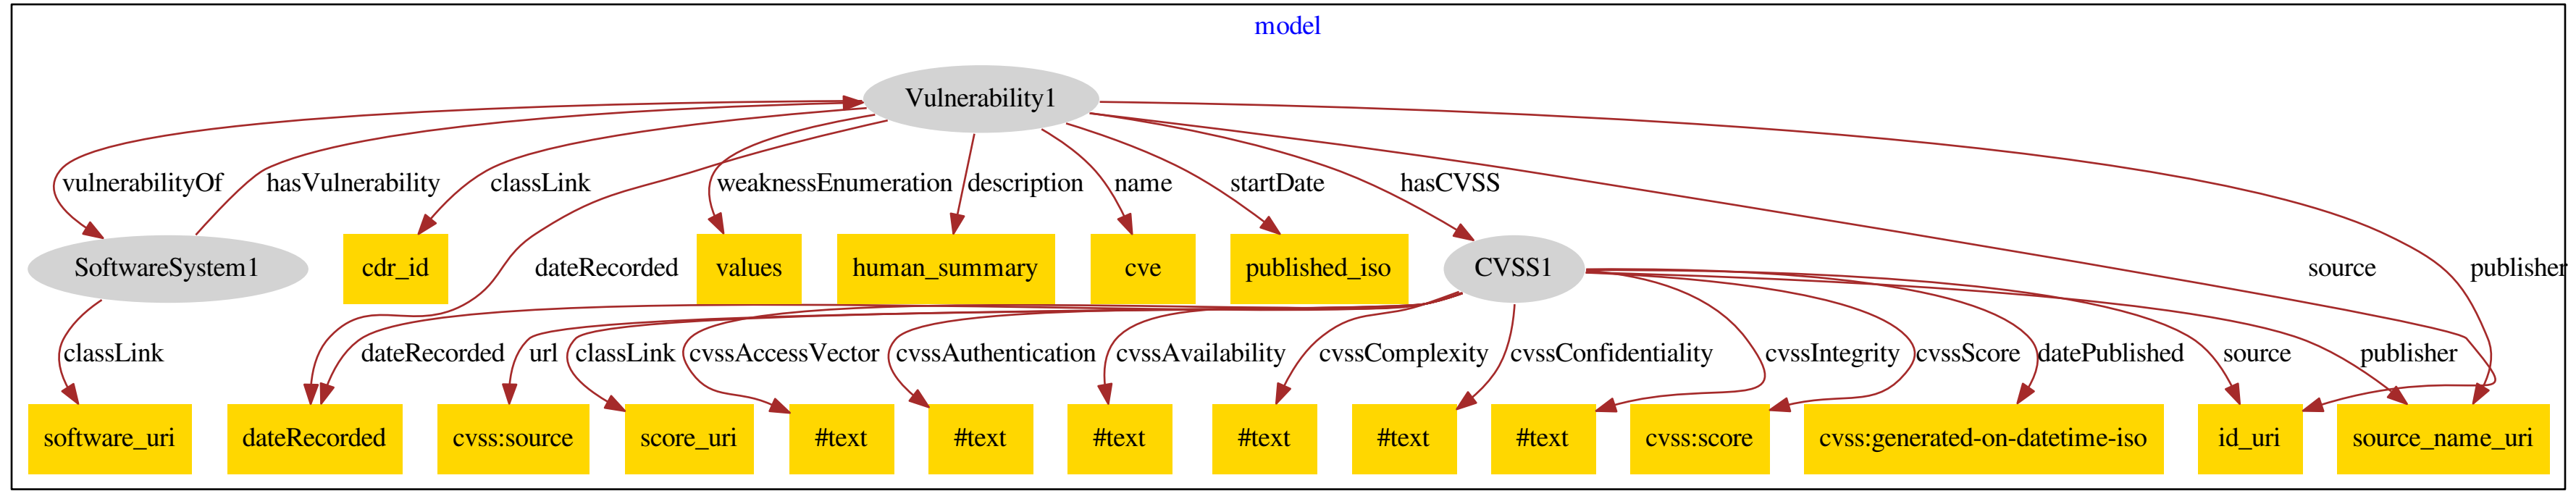 model
Vulnerability1
vulnerabilityOf
hasVulnerability
classLink
weaknessEnumeration
description
name
startDate
hasCVSS
SoftwareSystem1
cdr_id
dateRecorded
values
human_summary
cve
published_iso
CVSS1
source
publisher
classLink
dateRecorded
url
classLink
cvssAccessVector
cvssAuthentication
cvssAvailability
cvssComplexity
cvssConfidentiality
cvssIntegrity
cvssScore
datePublished
source
publisher
software_uri
dateRecorded
cvss:source
score_uri
#text
#text
#text
#text
#text
#text
cvss:score
cvss:generated-on-datetime-iso
id_uri
source_name_uri